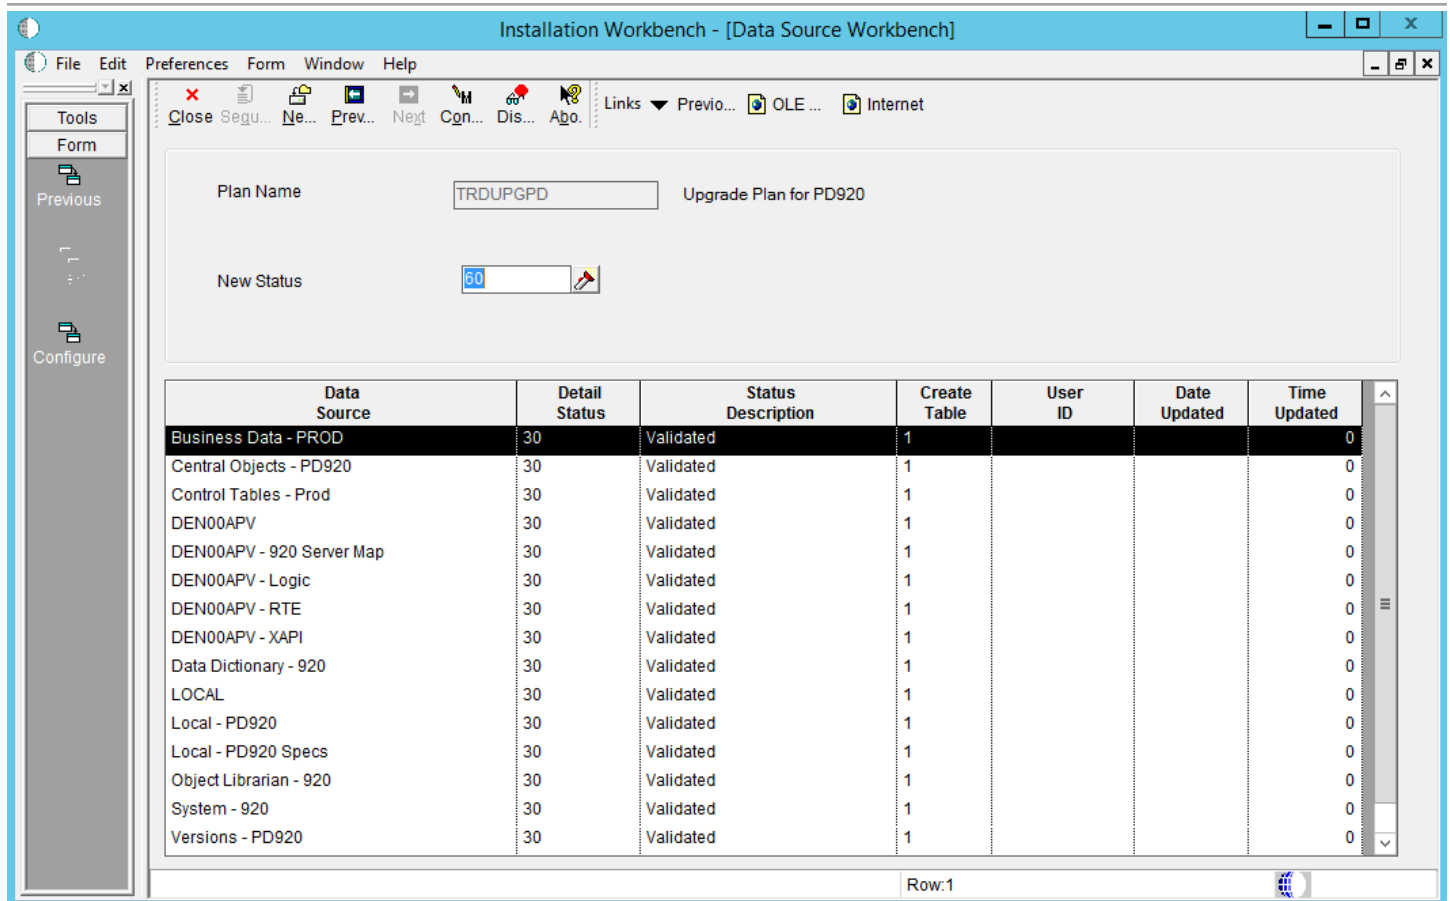 Installation Workbench - [Data Source Workbench]
File Edit Preferences Form Window Help
Tools
Form
Previous
Configure
Close Sequ... Ne... Prev... Next Con... Dis... Abo. Links Previo... OLE ... Internet
Plan Name TRDUPGPD Upgrade Plan for PD920
New Status 60
Data Source Detail Status Status Description Create Table User ID Date Updated Time Updated
Business Data - PROD 30 Validated 1 0
Central Objects - PD920 30 Validated 1 0
Control Tables - Prod 30 Validated 1 0
DEN00APV 30 Validated 1 0
DEN00APV - 920 Server Map 30 Validated 1 0
DEN00APV - Logic 30 Validated 1 0
DEN00APV - RTE 30 Validated 1 0
DEN00APV - XAPI 30 Validated 1 0
Data Dictionary - 920 30 Validated 1 0
LOCAL 30 Validated 1 0
Local - PD920 30 Validated 1 0
Local - PD920 Specs 30 Validated 1 0
Object Librarian - 920 30 Validated 1 0
System - 920 30 Validated 1 0
Versions - PD920 30 Validated 1 0
Row:1